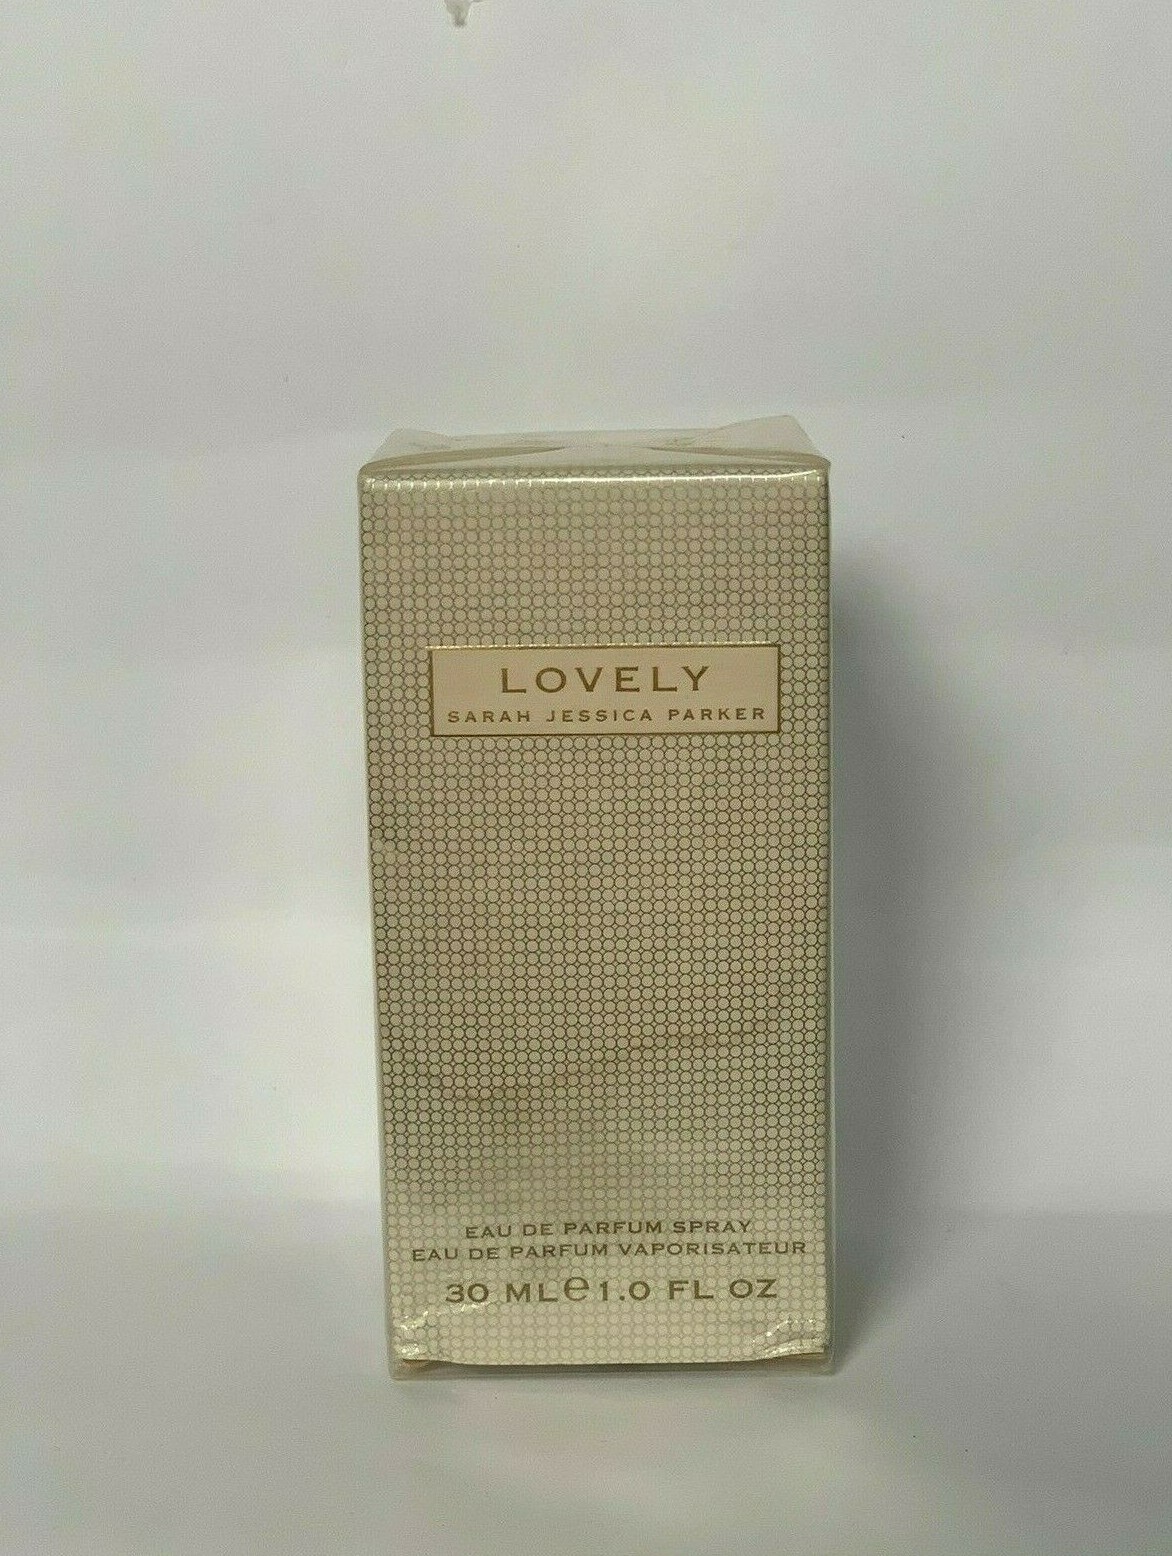 LOVELY
SARAH JESSICA PARKER
EAU DE PARFUM SPRAY
EAU DE PARFUM VAPORISATEUR
30 ML℮1.0 FL OZ